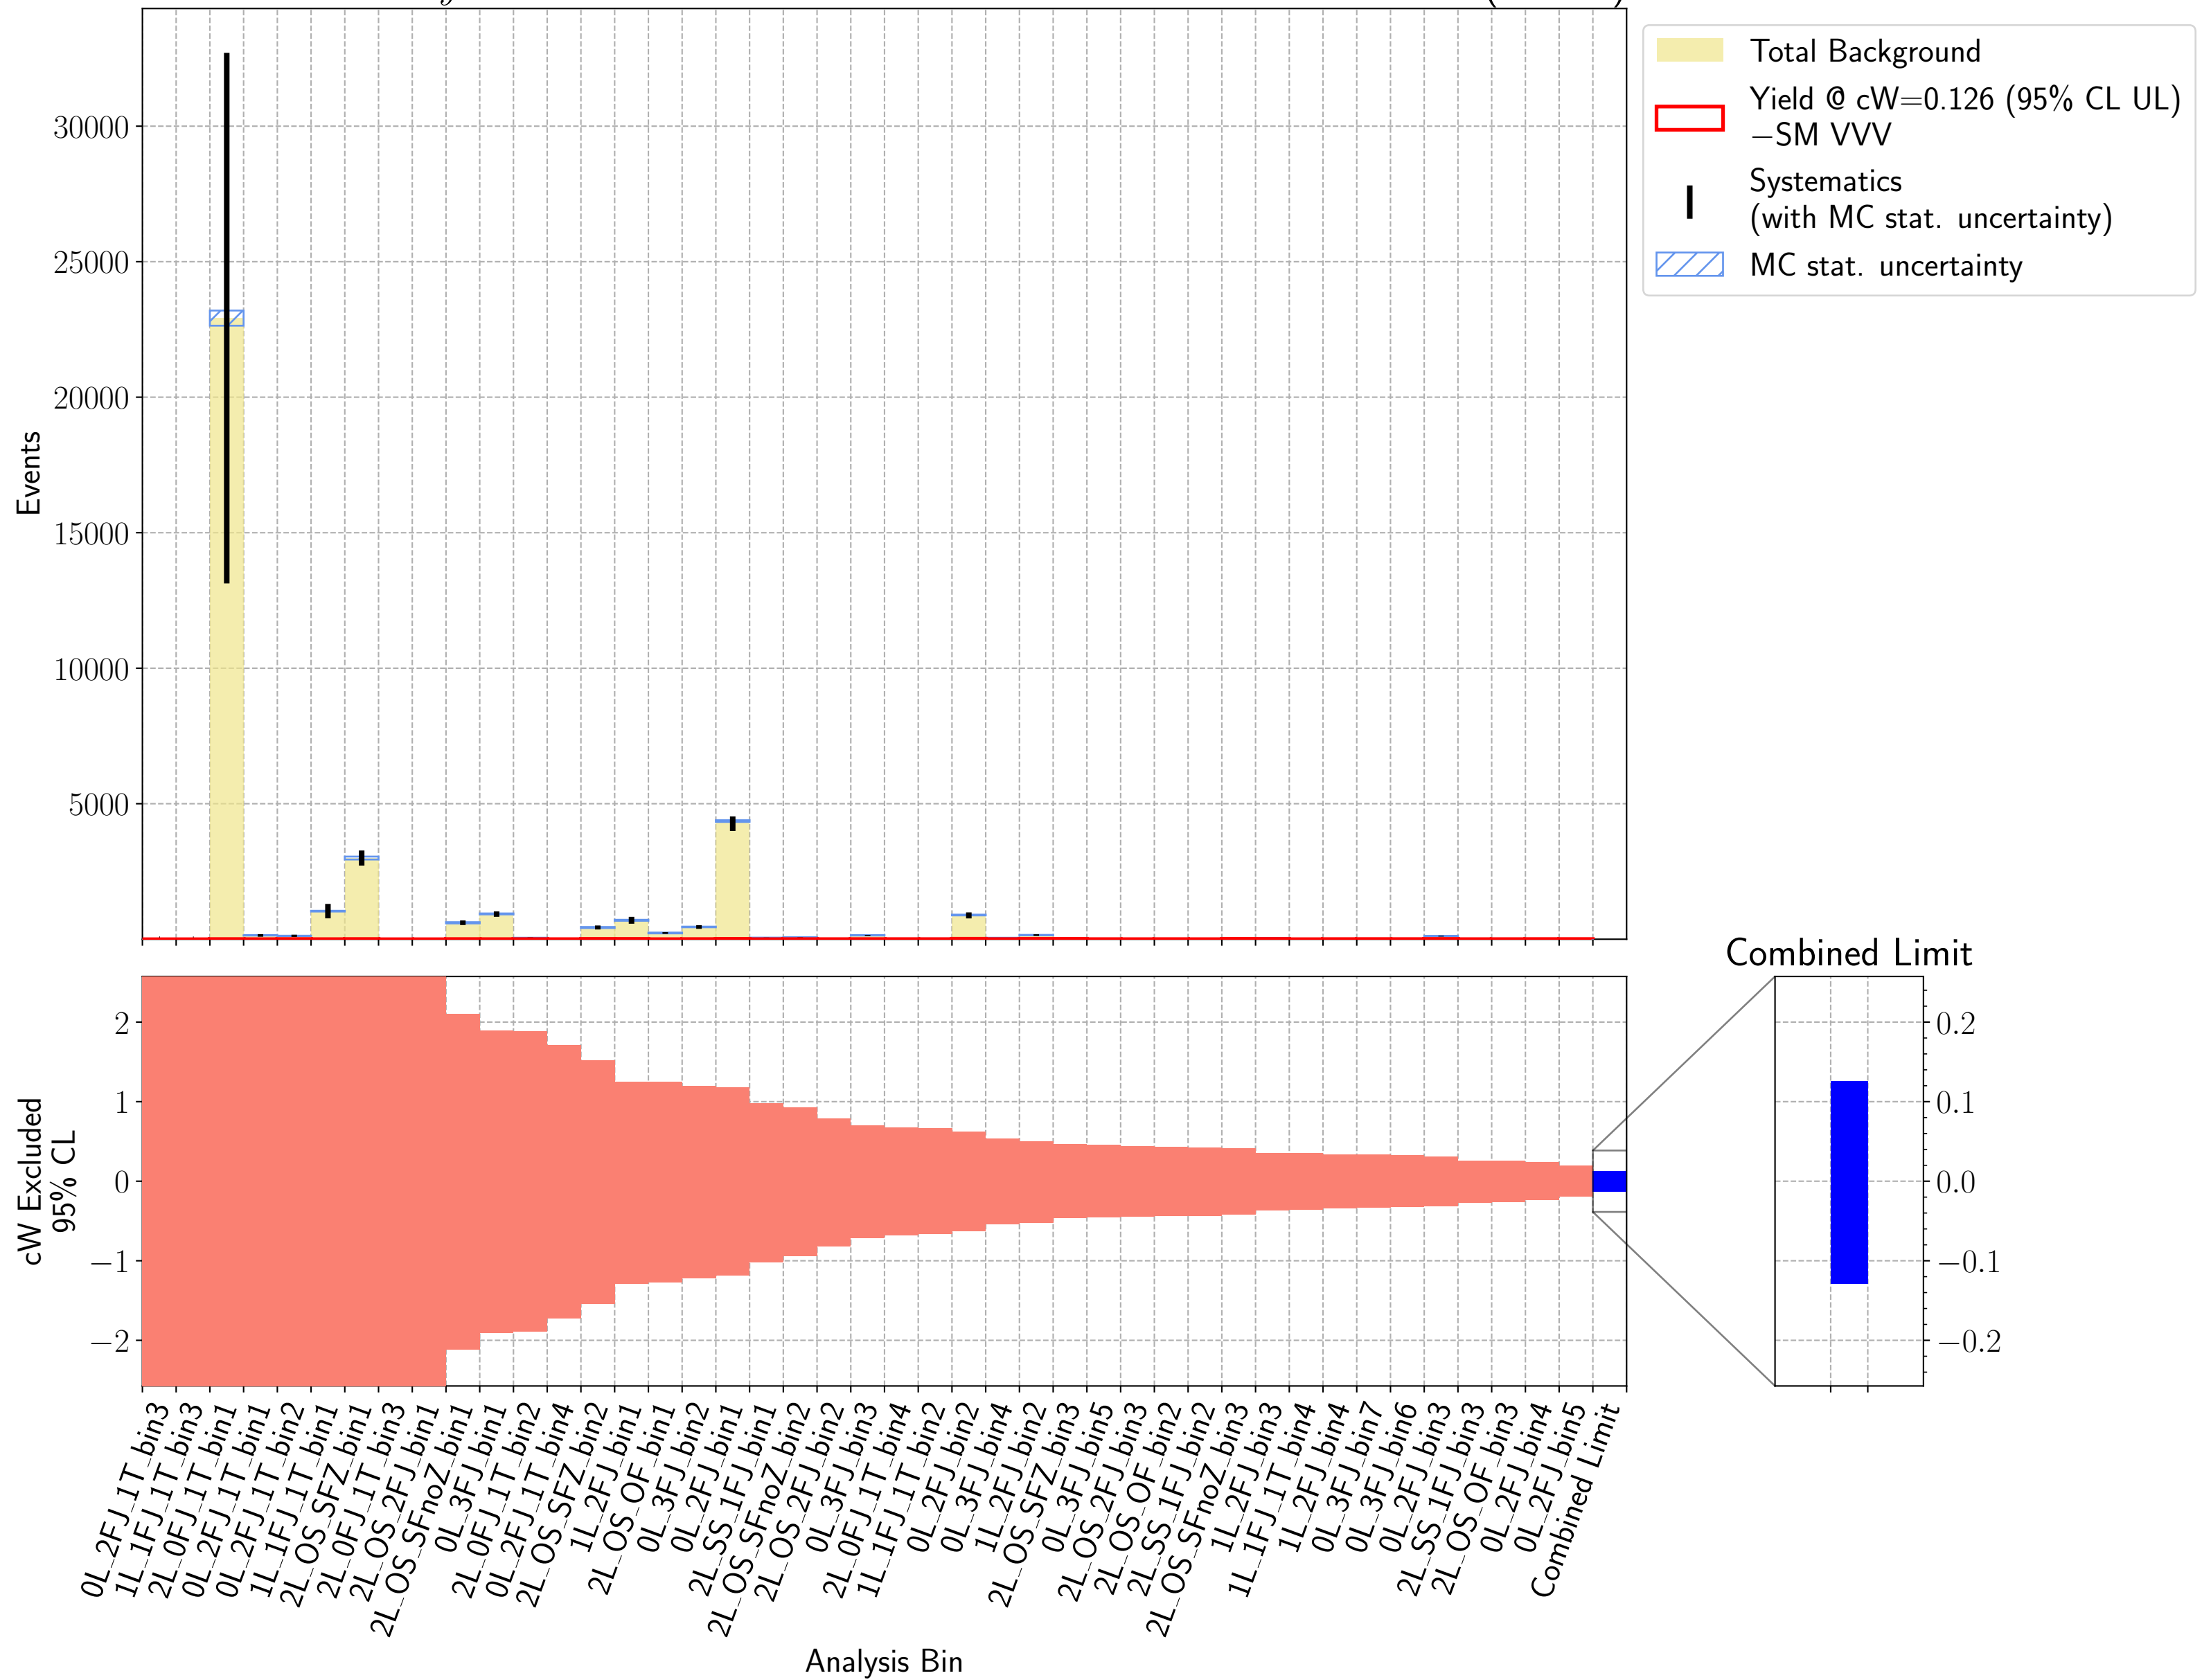 Total Background
Yield @ cW=0.126 (95% CL UL)
−SM VVV
Systematics
(with MC stat. uncertainty)
MC stat. uncertainty
30000
25000
20000
15000
10000
5000
Events
Combined Limit
2
1
0
−1
−2
cW Excluded
95% CL
0.2
0.1
0.0
−0.1
−0.2
0L_2FJ_1T_bin3
1L_1FJ_1T_bin3
2L_0FJ_1T_bin1
0L_2FJ_1T_bin1
0L_2FJ_1T_bin2
1L_1FJ_1T_bin1
2L_OS_SFZ_bin1
2L_0FJ_1T_bin3
2L_OS_2FJ_bin1
2L_OS_SFnoZ_bin1
0L_3FJ_bin1
2L_0FJ_1T_bin2
0L_2FJ_1T_bin4
2L_OS_SFZ_bin2
1L_2FJ_bin1
2L_OS_OF_bin1
0L_3FJ_bin2
0L_2FJ_bin1
2L_SS_1FJ_bin1
2L_OS_SFnoZ_bin2
2L_OS_2FJ_bin2
0L_3FJ_bin3
2L_0FJ_1T_bin4
1L_1FJ_1T_bin2
0L_2FJ_bin2
0L_3FJ_bin4
1L_2FJ_bin2
2L_OS_SFZ_bin3
0L_3FJ_bin5
2L_OS_2FJ_bin3
2L_OS_OF_bin2
2L_SS_1FJ_bin2
2L_OS_SFnoZ_bin3
1L_2FJ_bin3
1L_1FJ_1T_bin4
1L_2FJ_bin4
0L_3FJ_bin7
0L_3FJ_bin6
0L_2FJ_bin3
2L_SS_1FJ_bin3
2L_OS_OF_bin3
0L_2FJ_bin4
0L_2FJ_bin5
Combined Limit
Analysis Bin